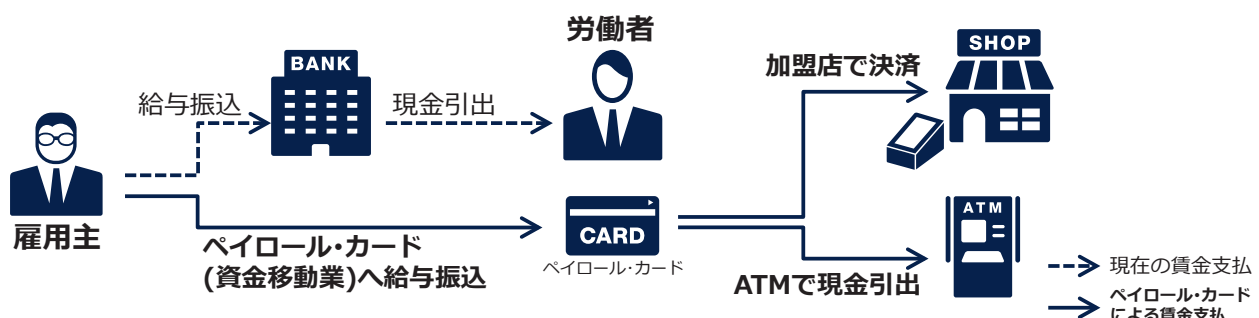 労働者
BANK
SHOP
加盟店で決済
給与振込
現金引出
雇用主
ペイロール・カード
(資金移動業)へ給与振込
CARD
ペイロール・カード
ATM
ATMで現金引出
現在の賃金支払
ペイロール・カード
による賃金支払